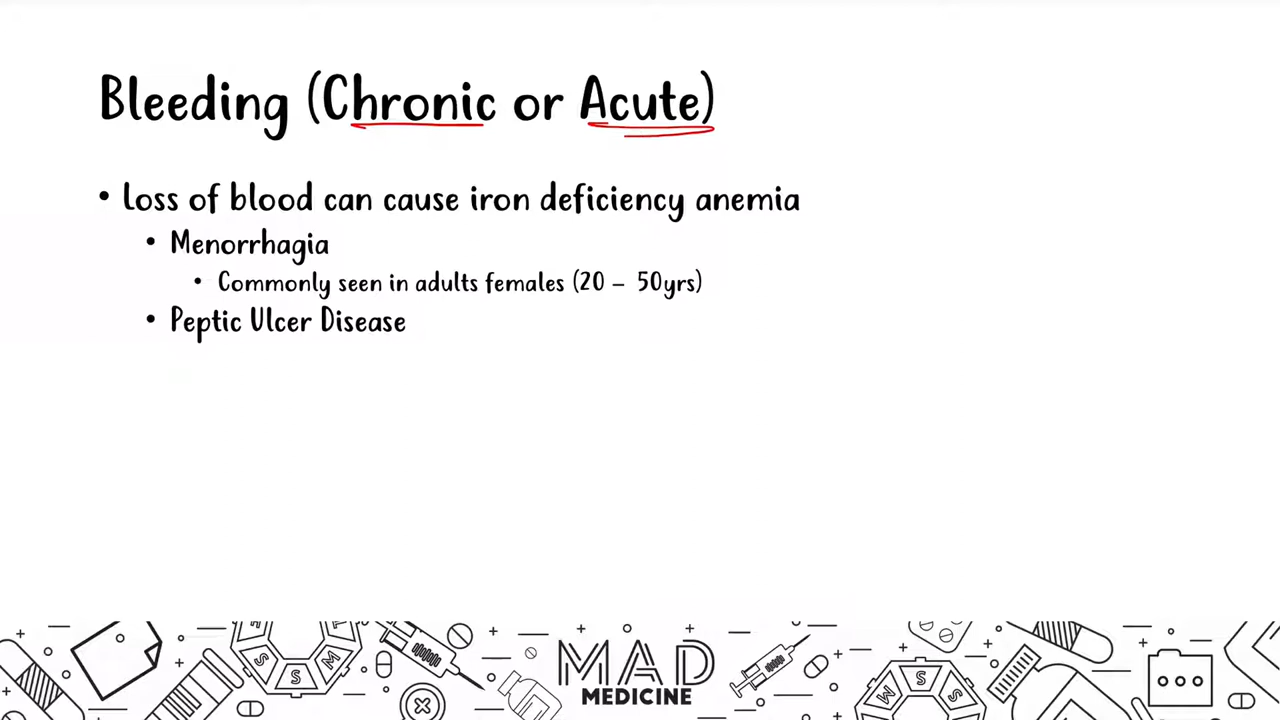 Bleeding (Chronic or Acute)
• Loss of blood can cause iron deficiency anemia
• Menorrhagia
• Commonly seen in adults females (20 – 50yrs)
• Peptic Ulcer Disease
S
S
M
MAD
MEDICINE
M
S
S